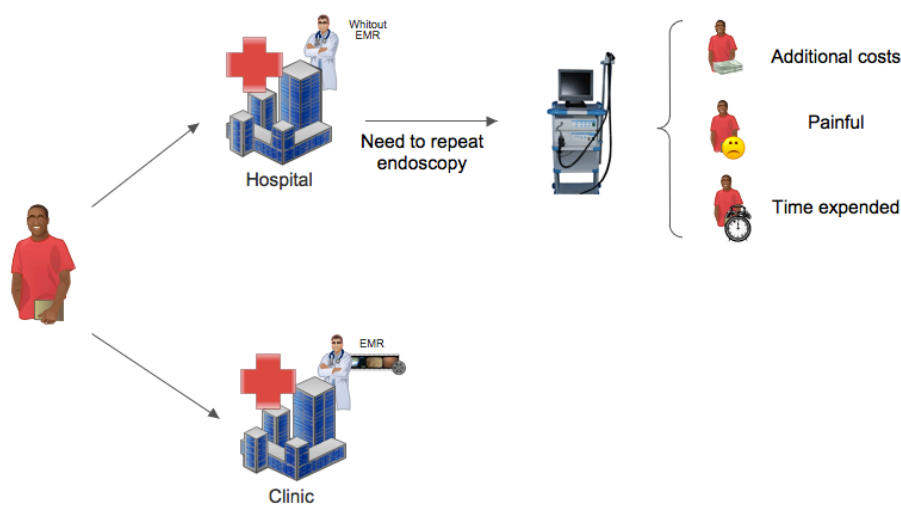 Whitout
EMR
Additional costs
Painful
Need to repeat
endoscopy
Hospital
Time expended
EMR
Clinic